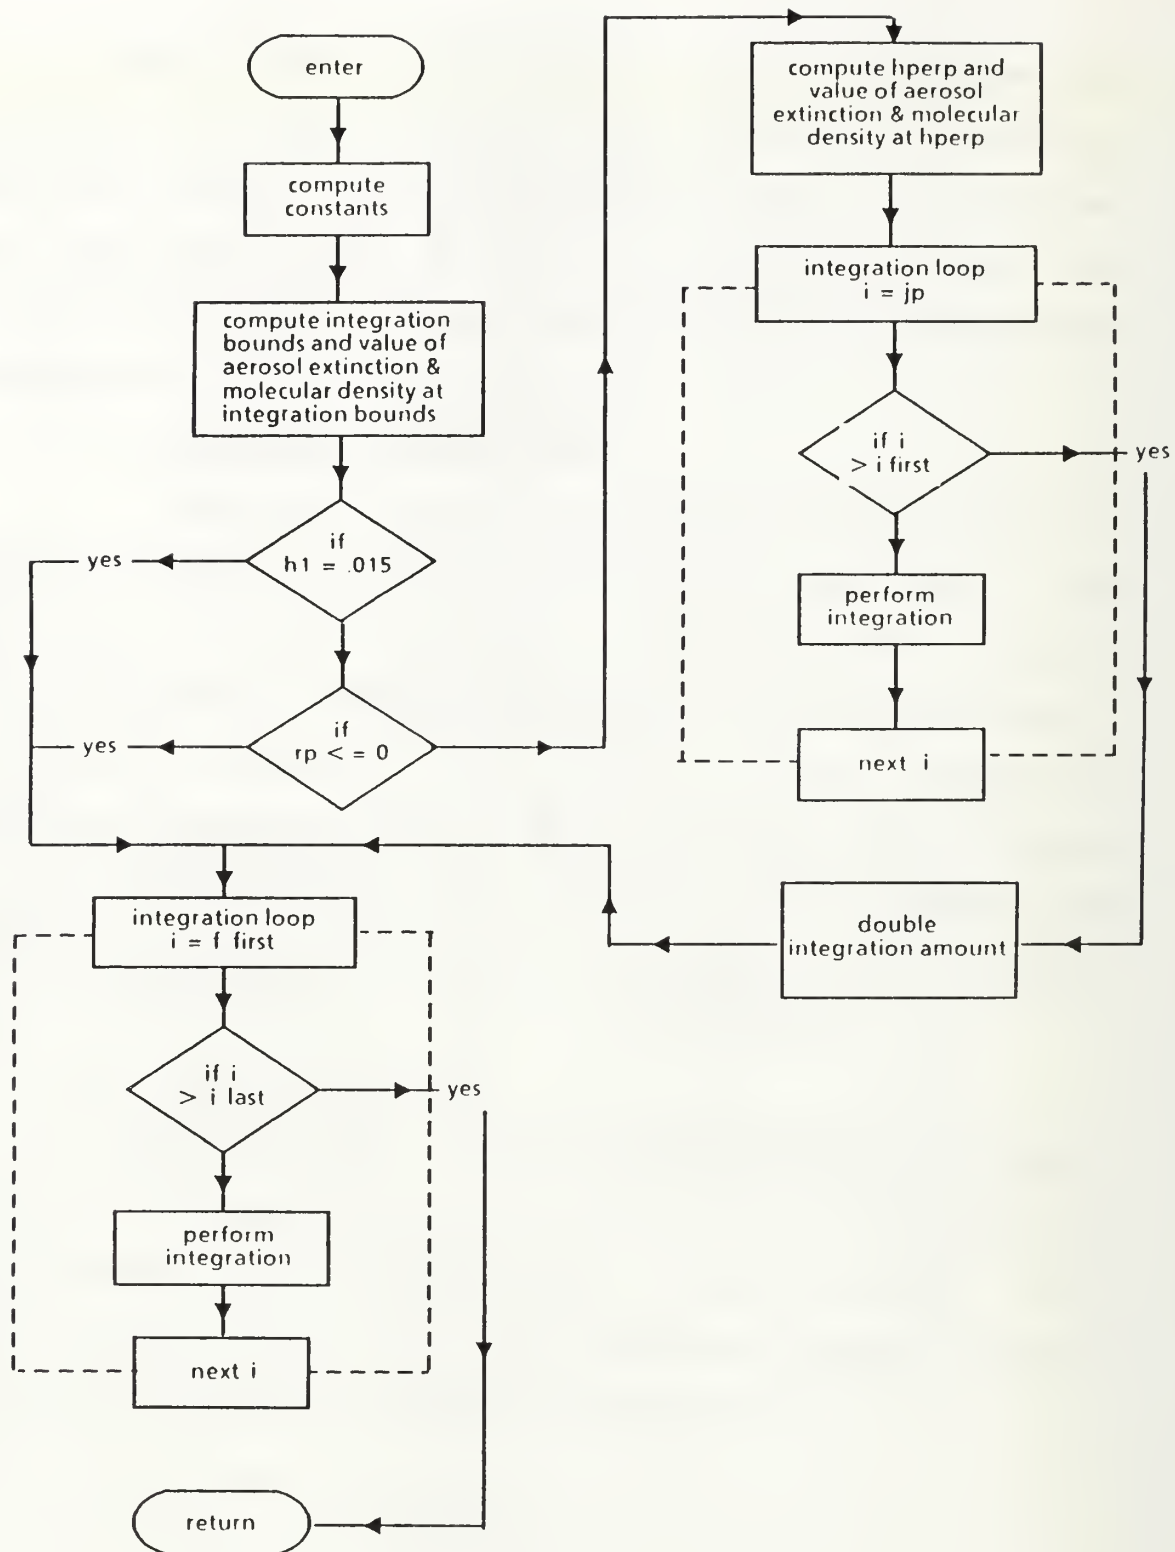 enter
compute
constants
compute integration
bounds and value of
aerosol extinction &
molecular density at
integration bounds
if
h1 = .015
yes
if
rp < = 0
yes
compute hperp and
value of aerosol
extinction & molecular
density at hperp
integration loop
i = jp
if i
> i first
yes
perform
integration
next i
double
integration amount
integration loop
i = f first
if i
> i last
yes
perform
integration
next i
return